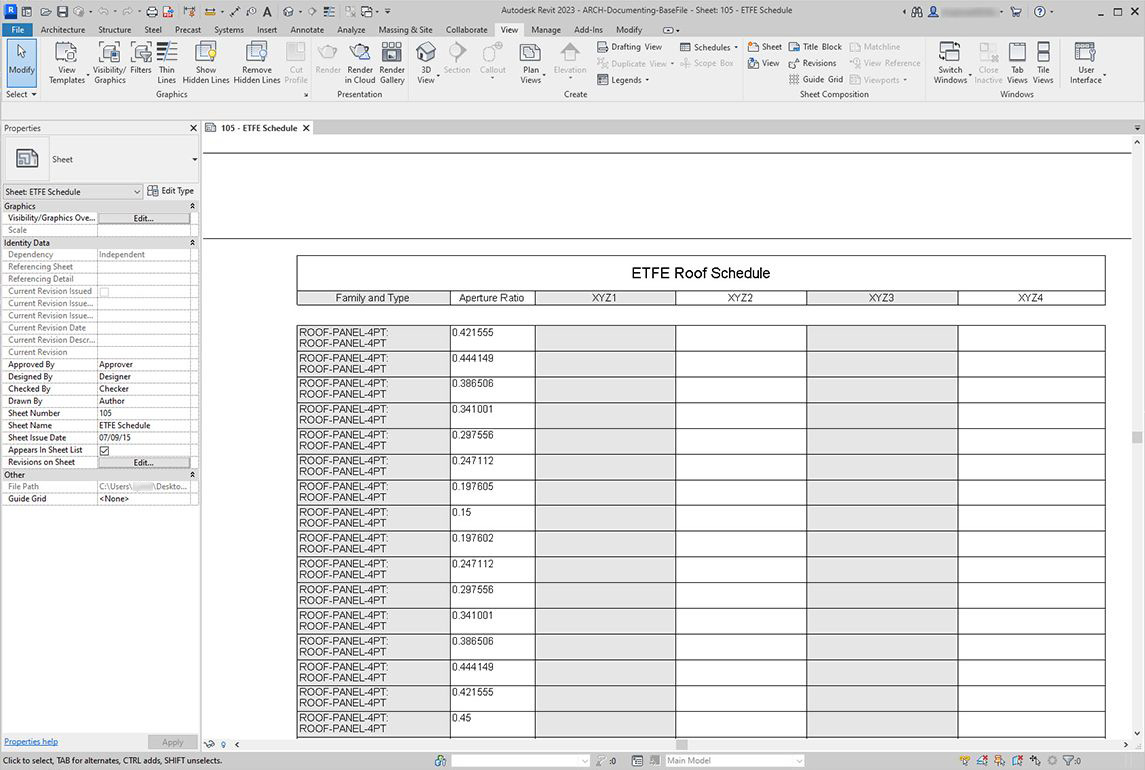 Autodesk Revit 2023 - ARCH-Documenting-BaseFile - Sheet: 105 - ETFE Schedule
File Architecture Structure Steel Precast Systems Insert Annotate Analyze Massing & Site Collaborate View Manage Add-Ins Modify
Modify
Select
View Templates
Visibility/ Graphics
Filters
Thin Lines
Show Hidden Lines
Remove Hidden Lines
Cut Profile
Graphics
Render
Render in Cloud
Render Gallery
Presentation
3D View
Section
Callout
Plan Views
Elevation
Drafting View
Duplicate View
Legends
Schedules
Scope Box
Create
Sheet
View
Title Block
Revisions
Guide Grid
Matchline
View Reference
Viewports
Sheet Composition
Switch Windows
Close Inactive
Tab Views
Tile Views
Windows
User Interface
Properties
Sheet
Sheet: ETFE Schedule Edit Type
Graphics
Visibility/Graphics Ove... Edit...
Scale
Identity Data
Dependency Independent
Referencing Sheet
Referencing Detail
Current Revision Issued
Current Revision Issue...
Current Revision Issue...
Current Revision Date
Current Revision Descr...
Current Revision
Approved By Approver
Designed By Designer
Checked By Checker
Drawn By Author
Sheet Number 105
Sheet Name ETFE Schedule
Sheet Issue Date 07/09/15
Appears In Sheet List
Revisions on Sheet Edit...
Other
File Path C:\Users\ \Deskto...
Guide Grid <None>
Properties help Apply
105 - ETFE Schedule
ETFE Roof Schedule
Family and Type Aperture Ratio XYZ1 XYZ2 XYZ3 XYZ4
ROOF-PANEL-4PT: 0.421555
ROOF-PANEL-4PT
ROOF-PANEL-4PT: 0.444149
ROOF-PANEL-4PT
ROOF-PANEL-4PT: 0.386506
ROOF-PANEL-4PT
ROOF-PANEL-4PT: 0.341001
ROOF-PANEL-4PT
ROOF-PANEL-4PT: 0.297556
ROOF-PANEL-4PT
ROOF-PANEL-4PT: 0.247112
ROOF-PANEL-4PT
ROOF-PANEL-4PT: 0.197605
ROOF-PANEL-4PT
ROOF-PANEL-4PT: 0.15
ROOF-PANEL-4PT
ROOF-PANEL-4PT: 0.197602
ROOF-PANEL-4PT
ROOF-PANEL-4PT: 0.247112
ROOF-PANEL-4PT
ROOF-PANEL-4PT: 0.297556
ROOF-PANEL-4PT
ROOF-PANEL-4PT: 0.341001
ROOF-PANEL-4PT
ROOF-PANEL-4PT: 0.386506
ROOF-PANEL-4PT
ROOF-PANEL-4PT: 0.444149
ROOF-PANEL-4PT
ROOF-PANEL-4PT: 0.421555
ROOF-PANEL-4PT
ROOF-PANEL-4PT: 0.45
ROOF-PANEL-4PT
Click to select, TAB for alternates, CTRL adds, SHIFT unselects. :0 Main Model :0